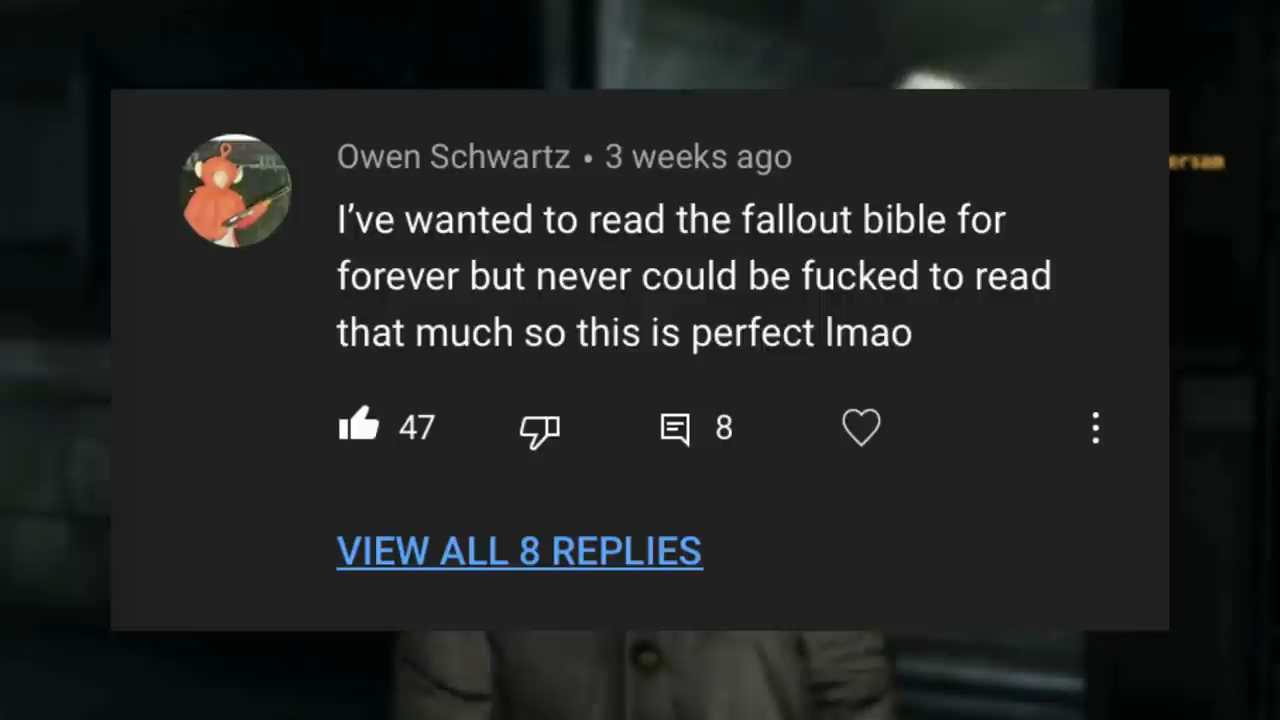 Owen Schwartz • 3 weeks ago
I've wanted to read the fallout bible for
forever but never could be fucked to read
that much so this is perfect lmao
47
8
VIEW ALL 8 REPLIES